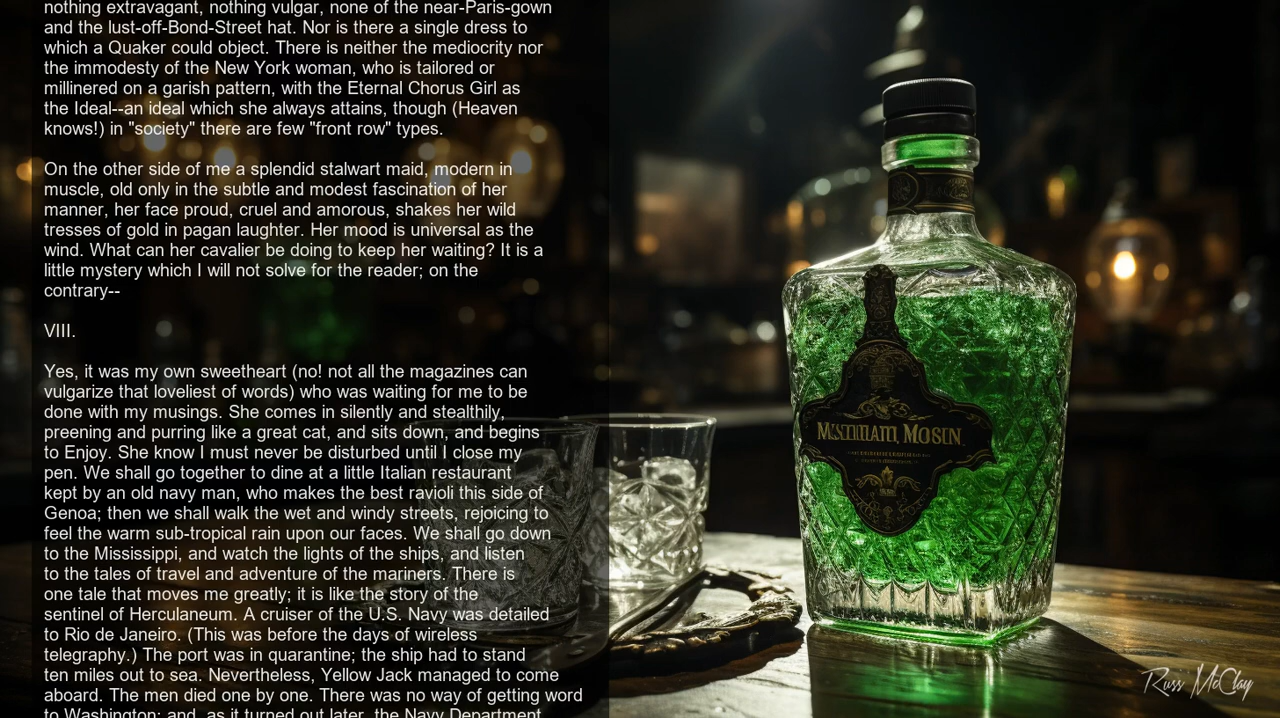 nothing extravagant, nothing vulgar, none of the near-Paris-gown
and the lust-off-Bond-Street hat. Nor is there a single dress to
which a Quaker could object. There is neither the mediocrity nor
the immodesty of the New York woman, who is tailored or
millinered on a garish pattern, with the Eternal Chorus Girl as
the Ideal--an ideal which she always attains, though (Heaven
knows!) in "society" there are few "front row" types.
On the other side of me a splendid stalwart maid, modern in
muscle, old only in the subtle and modest fascination of her
manner, her face proud, cruel and amorous, shakes her wild
tresses of gold in pagan laughter. Her mood is universal as the
wind. What can her cavalier be doing to keep her waiting? It is a
little mystery which I will not solve for the reader; on the
contrary--
VIII.
Yes, it was my own sweetheart (no! not all the magazines can
vulgarize that loveliest of words) who was waiting for me to be
done with my musings. She comes in silently and stealthily,
preening and purring like a great cat, and sits down, and begins
to Enjoy. She know I must never be disturbed until I close my
pen. We shall go together to dine at a little Italian restaurant
kept by an old navy man, who makes the best ravioli this side of
Genoa; then we shall walk the wet and windy streets, rejoicing to
feel the warm sub-tropical rain upon our faces. We shall go down
to the Mississippi, and watch the lights of the ships, and listen
to the tales of travel and adventure of the mariners. There is
one tale that moves me greatly; it is like the story of the
sentinel of Herculaneum. A cruiser of the U.S. Navy was detailed
to Rio de Janeiro. (This was before the days of wireless
telegraphy.) The port was in quarantine; the ship had to stand
ten miles out to sea. Nevertheless, Yellow Jack managed to come
aboard. The men died one by one. There was no way of getting word
to Washington; and, as it turned out later, the Navy Department
Mosun
Russ McClay